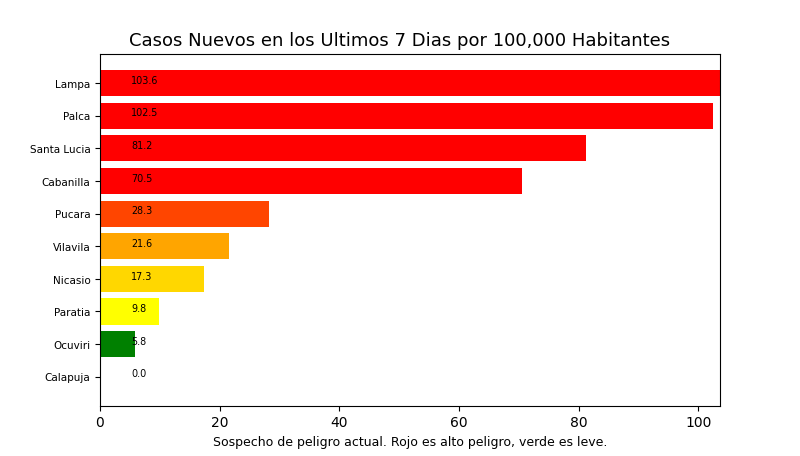 Casos Nuevos en los Ultimos 7 Dias por 100,000 Habitantes
Lampa 103.6
Palca 102.5
Santa Lucia 81.2
Cabanilla 70.5
Pucara 28.3
Vilavila 21.6
Nicasio 17.3
Paratia 9.8
Ocuviri 5.8
Calapuja 0.0
0 20 40 60 80 100
Sospecho de peligro actual. Rojo es alto peligro, verde es leve.